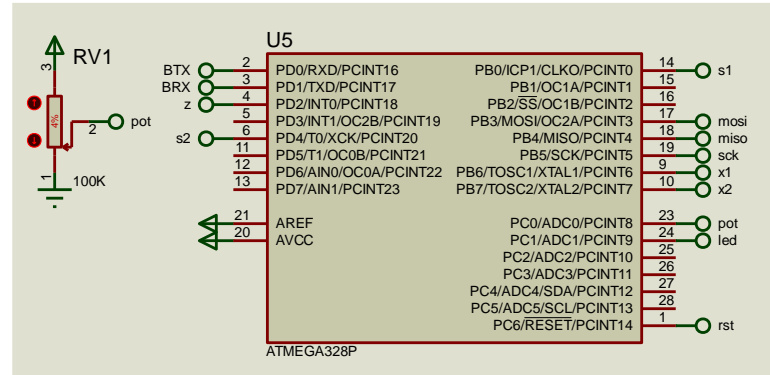 RV1
3
4%
2
pot
1
100K
U5
BTX 2 PD0/RXD/PCINT16
BRX 3 PD1/TXD/PCINT17
z 4 PD2/INT0/PCINT18
5 PD3/INT1/OC2B/PCINT19
s2 6 PD4/T0/XCK/PCINT20
11 PD5/T1/OC0B/PCINT21
12 PD6/AIN0/OC0A/PCINT22
13 PD7/AIN1/PCINT23
21 AREF
20 AVCC
PB0/ICP1/CLKO/PCINT0 14 s1
PB1/OC1A/PCINT1 15
PB2/SS/OC1B/PCINT2 16
PB3/MOSI/OC2A/PCINT3 17 mosi
PB4/MISO/PCINT4 18 miso
PB5/SCK/PCINT5 19 sck
PB6/TOSC1/XTAL1/PCINT6 9 x1
PB7/TOSC2/XTAL2/PCINT7 10 x2
PC0/ADC0/PCINT8 23 pot
PC1/ADC1/PCINT9 24 led
PC2/ADC2/PCINT10 25
PC3/ADC3/PCINT11 26
PC4/ADC4/SDA/PCINT12 27
PC5/ADC5/SCL/PCINT13 28
PC6/RESET/PCINT14 1 rst
ATMEGA328P